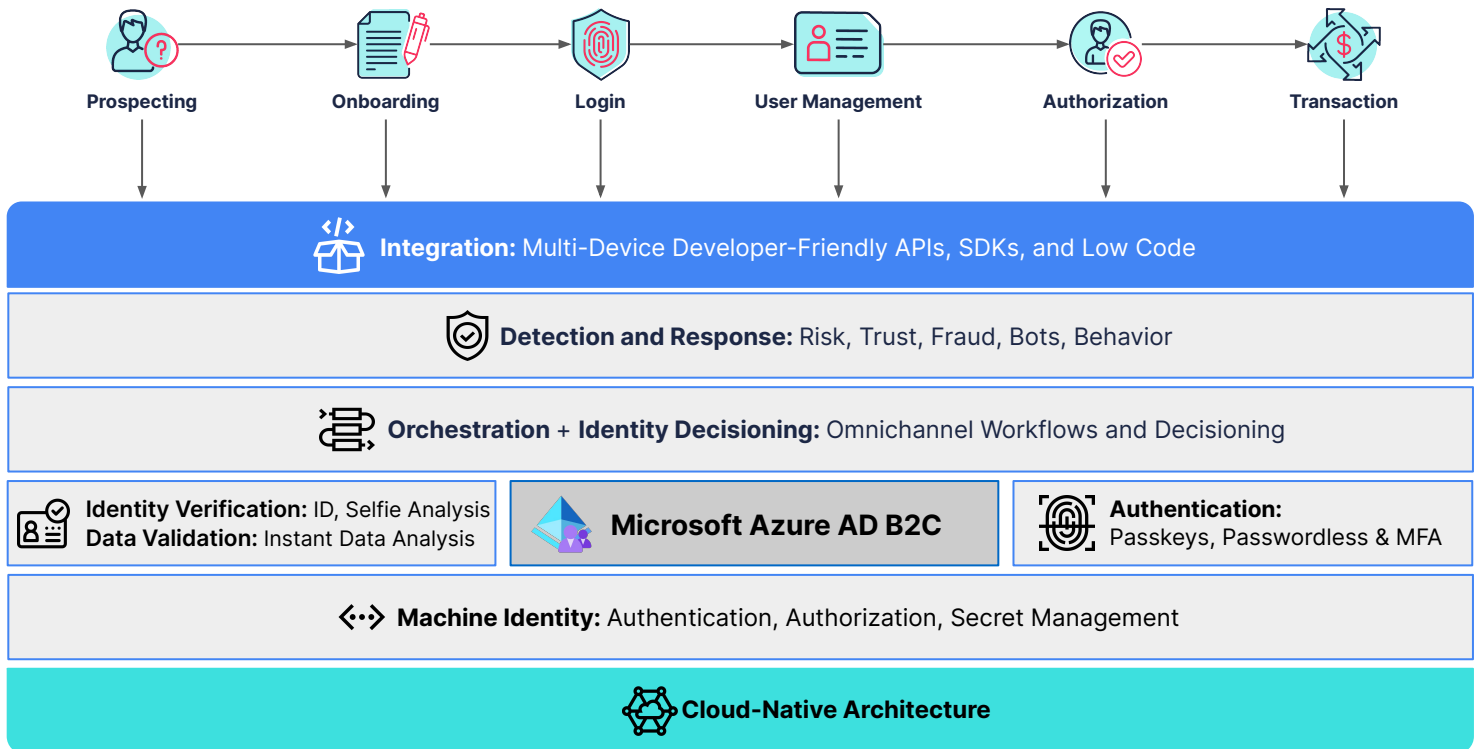 Prospecting
Onboarding
Login
User Management
Authorization
Transaction
Integration: Multi-Device Developer-Friendly APIs, SDKs, and Low Code
Detection and Response: Risk, Trust, Fraud, Bots, Behavior
Orchestration + Identity Decisioning: Omnichannel Workflows and Decisioning
Identity Verification: ID, Selfie Analysis
Data Validation: Instant Data Analysis
Microsoft Azure AD B2C
Authentication:
Passkeys, Passwordless & MFA
Machine Identity: Authentication, Authorization, Secret Management
Cloud-Native Architecture